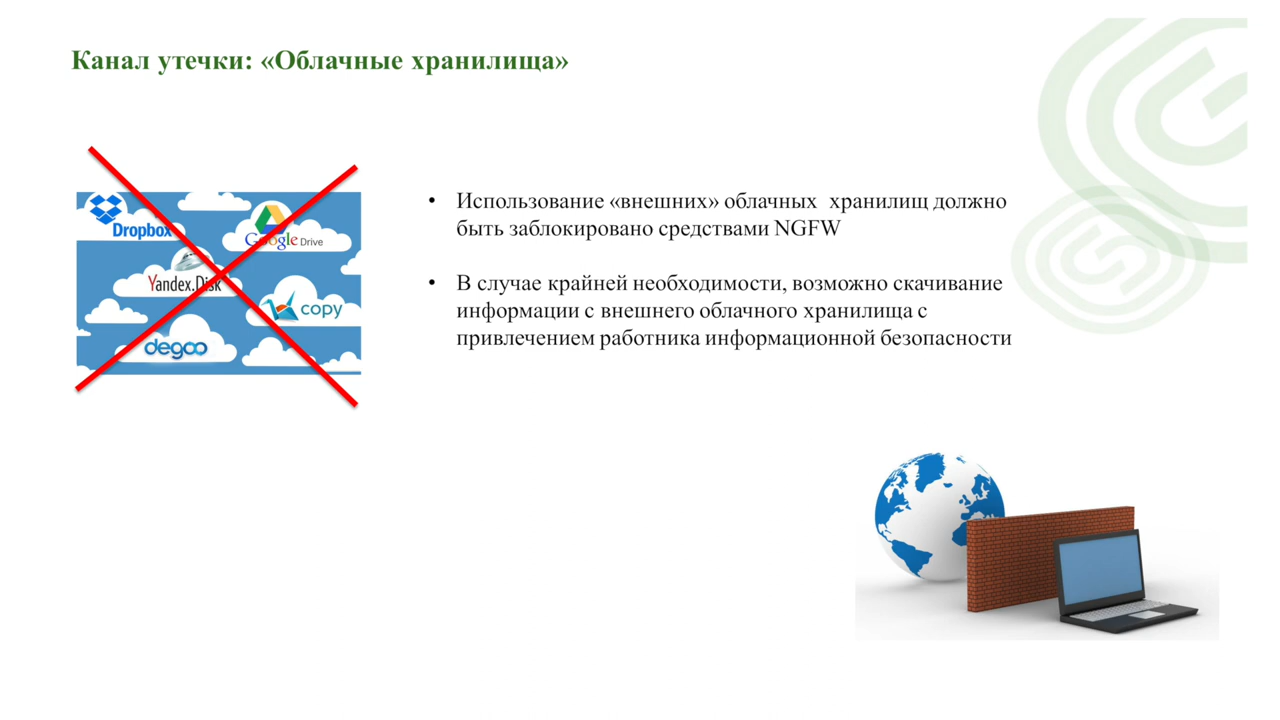 Канал утечки: «Облачные хранилища»
Dropbox
Google Drive
Yandex.Disk
copy
degoo
• Использование «внешних» облачных  хранилищ должно
быть заблокировано средствами NGFW
• В случае крайней необходимости, возможно скачивание
информации с внешнего облачного хранилища с
привлечением работника информационной безопасности